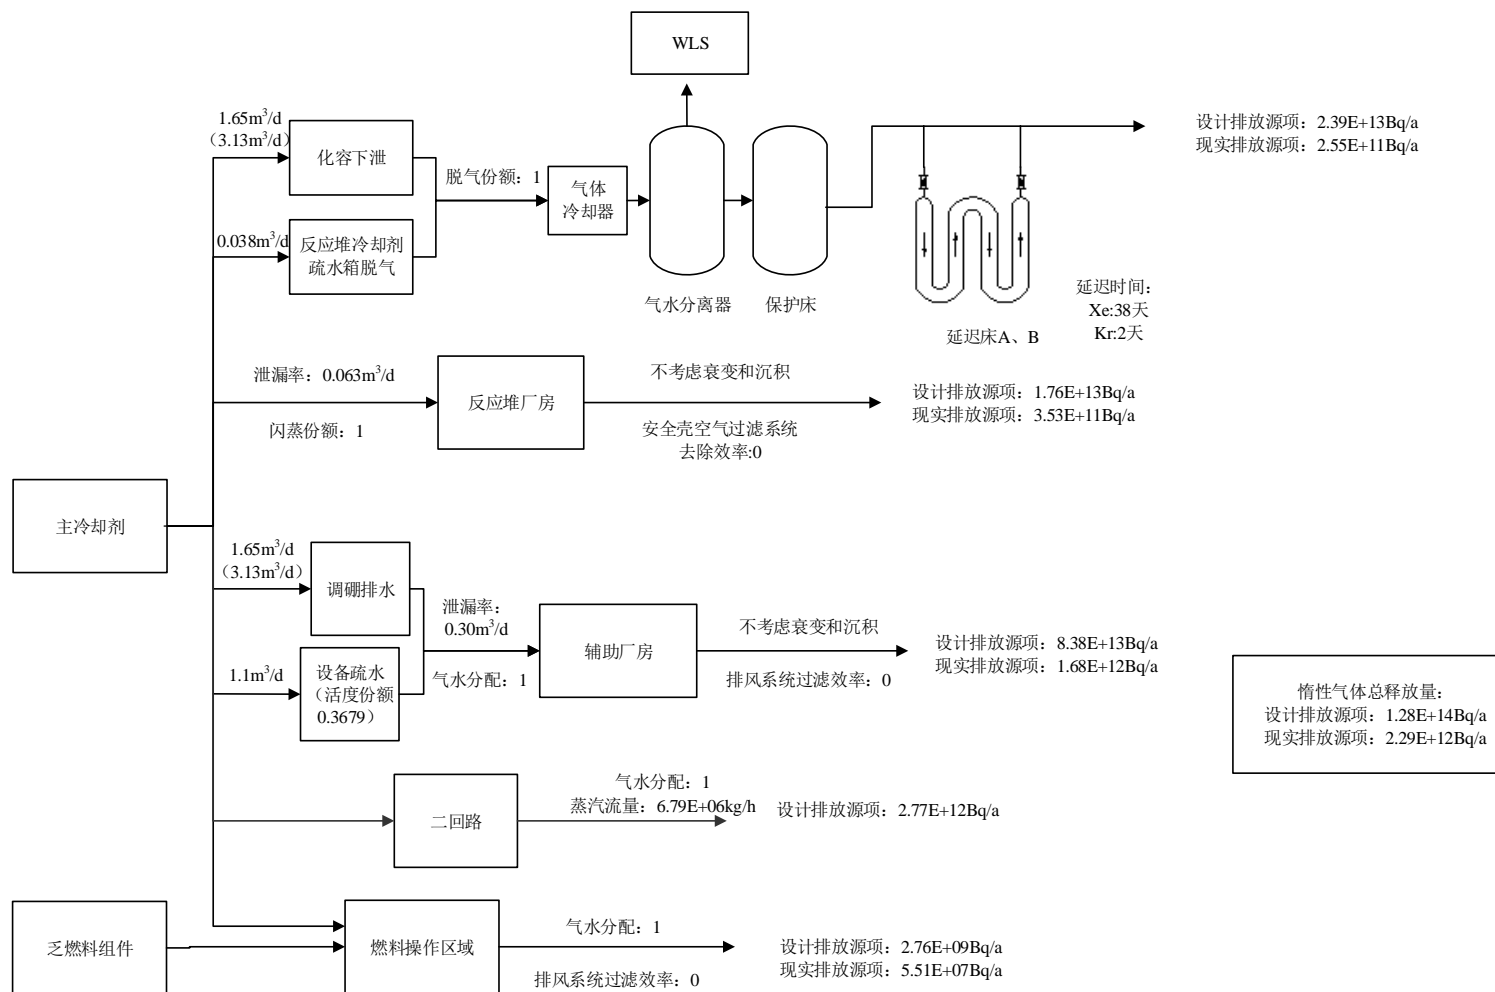 WLS
1.65m³/d
（3.13m³/d）
化容下泄
脱气份额：1
气体
冷却器
0.038m³/d
反应堆冷却剂
疏水箱脱气
气水分离器
保护床
延迟床A、B
延迟时间：
Xe:38天
Kr:2天
设计排放源项：2.39E+13Bq/a
现实排放源项：2.55E+11Bq/a
泄漏率：0.063m³/d
闪蒸份额：1
反应堆厂房
不考虑衰变和沉积
安全壳空气过滤系统
去除效率:0
设计排放源项：1.76E+13Bq/a
现实排放源项：3.53E+11Bq/a
主冷却剂
1.65m³/d
（3.13m³/d）
调硼排水
1.1m³/d
设备疏水
（活度份额
0.3679）
泄漏率：
0.30m³/d
气水分配：1
辅助厂房
不考虑衰变和沉积
排风系统过滤效率：0
设计排放源项：8.38E+13Bq/a
现实排放源项：1.68E+12Bq/a
惰性气体总释放量：
设计排放源项：1.28E+14Bq/a
现实排放源项：2.29E+12Bq/a
二回路
气水分配：1
蒸汽流量：6.79E+06kg/h
设计排放源项：2.77E+12Bq/a
乏燃料组件
燃料操作区域
气水分配：1
排风系统过滤效率：0
设计排放源项：2.76E+09Bq/a
现实排放源项：5.51E+07Bq/a